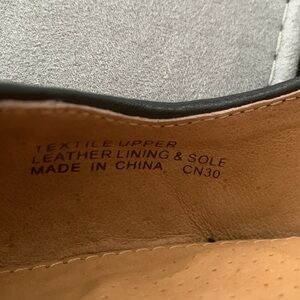 TEXTILE UPPER
LEATHER LINING & SOLE
MADE IN CHINA CN30